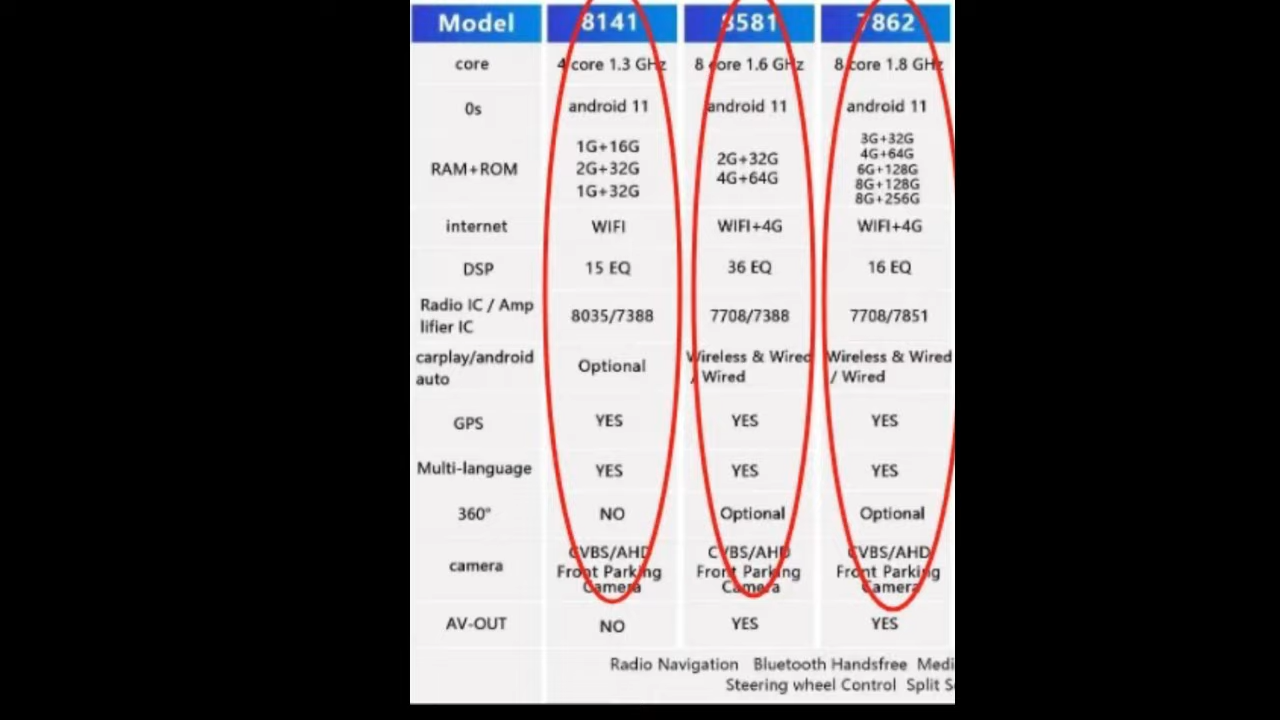 Model 8141 8581 7862
core 4 core 1.3 GHz 8 core 1.6 GHz 8 core 1.8 GHz
0s android 11 android 11 android 11
RAM+ROM
1G+16G
2G+32G
1G+32G
2G+32G
4G+64G
3G+32G
4G+64G
6G+128G
8G+128G
8G+256G
internet WIFI WIFI+4G WIFI+4G
DSP 15 EQ 36 EQ 16 EQ
Radio IC / Amp
lifier IC
8035/7388 7708/7388 7708/7851
carplay/android
auto
Optional
Wireless & Wired
/ Wired
Wireless & Wired
/ Wired
GPS YES YES YES
Multi-language YES YES YES
360° NO Optional Optional
camera
CVBS/AHD
Front Parking
Camera
CVBS/AHD
Front Parking
Camera
CVBS/AHD
Front Parking
Camera
AV-OUT NO YES YES
Radio Navigation Bluetooth Handsfree Medi
Steering wheel Control Split S